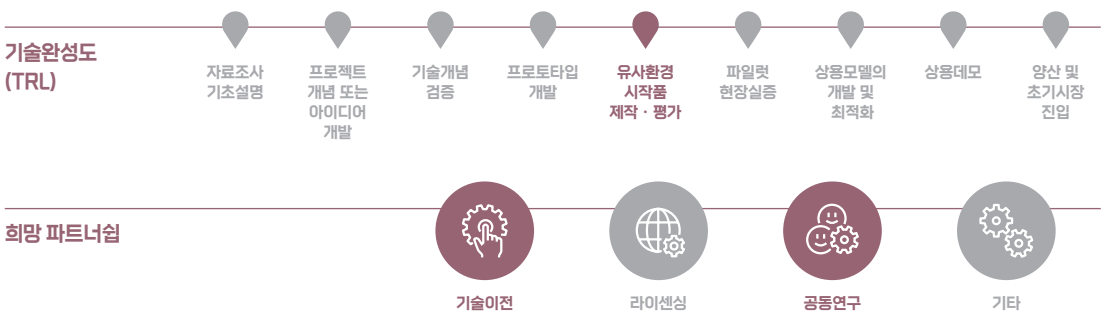 기술완성도
(TRL)
자료조사
기초설명
프로젝트
개념 또는
아이디어
개발
기술개념
검증
프로토타입
개발
유사환경
시작품
제작 · 평가
파일럿
현장실증
상용모델의
개발 및
최적화
상용데모
양산 및
초기시장
진입
희망 파트너쉽
기술이전
라이센싱
공동연구
기타